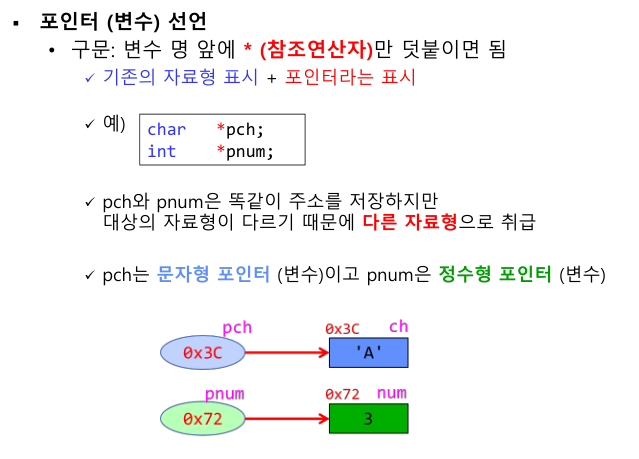 ▪ 포인터 (변수) 선언
• 구문: 변수 명 앞에 * (참조연산자)만 덧붙이면 됨
✓ 기존의 자료형 표시 + 포인터라는 표시
✓ 예)
char *pch;
int *pnum;
✓ pch와 pnum은 똑같이 주소를 저장하지만
대상의 자료형이 다르기 때문에 다른 자료형으로 취급
✓ pch는 문자형 포인터 (변수)이고 pnum은 정수형 포인터 (변수)
pch 0x3C ch
0x3C 'A'
pnum 0x72 num
0x72 3